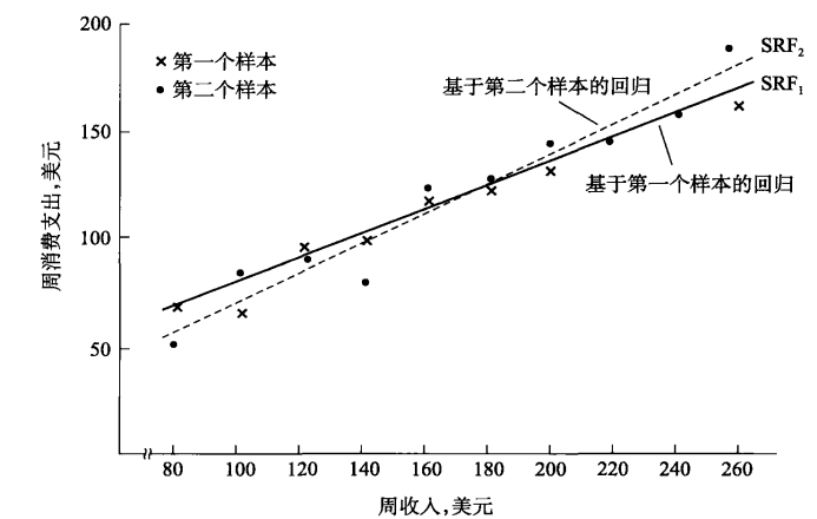 200
× 第一个样本
• 第二个样本
SRF₂
基于第二个样本的回归
SRF₁
150
基于第一个样本的回归
周消费支出,美元
100
50
80 100 120 140 160 180 200 220 240 260
周收入,美元